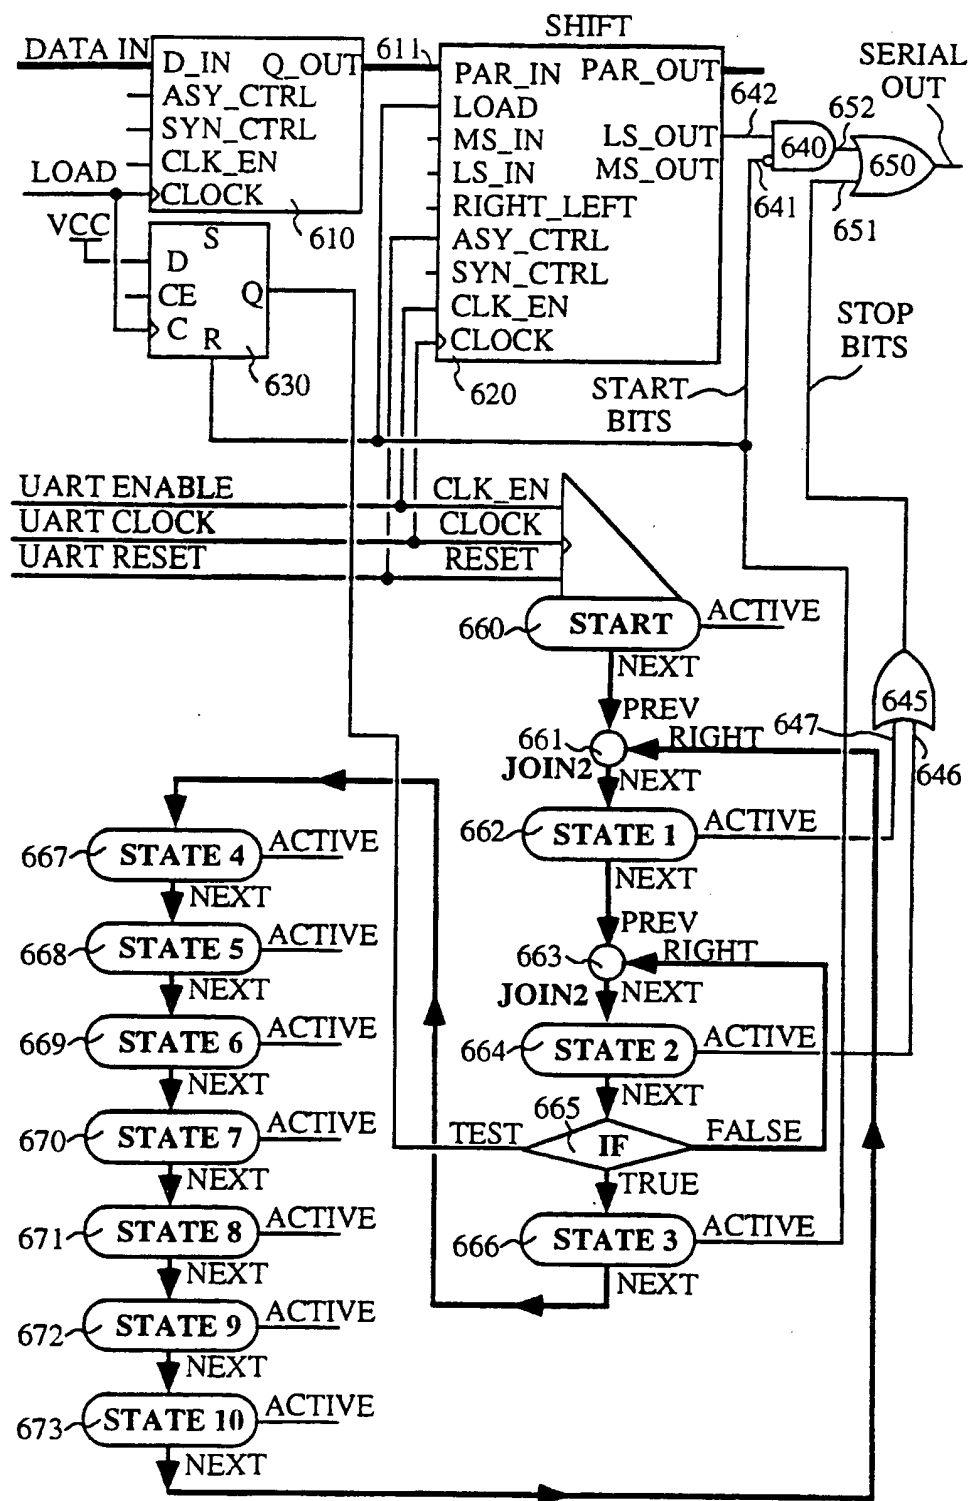 SHIFT
DATA IN
D_IN Q_OUT
ASY_CTRL
SYN_CTRL
CLK_EN
CLOCK
LOAD
610
611
PAR_IN PAR_OUT
LOAD
MS_IN LS_OUT
LS_IN MS_OUT
RIGHT_LEFT
ASY_CTRL
SYN_CTRL
CLK_EN
CLOCK
620
642
640
641
652
650
651
SERIAL
OUT
VCC
S
D
CE Q
C
R
630
START
BITS
STOP
BITS
UART ENABLE CLK_EN
UART CLOCK CLOCK
UART RESET RESET
660 START ACTIVE
NEXT
PREV
661 RIGHT
JOIN2 NEXT
645
647
646
662 STATE 1 ACTIVE
NEXT
PREV
663 RIGHT
JOIN2 NEXT
664 STATE 2 ACTIVE
NEXT
665
TEST IF FALSE
TRUE
666 STATE 3 ACTIVE
NEXT
667 STATE 4 ACTIVE
NEXT
668 STATE 5 ACTIVE
NEXT
669 STATE 6 ACTIVE
NEXT
670 STATE 7 ACTIVE
NEXT
671 STATE 8 ACTIVE
NEXT
672 STATE 9 ACTIVE
NEXT
673 STATE 10 ACTIVE
NEXT